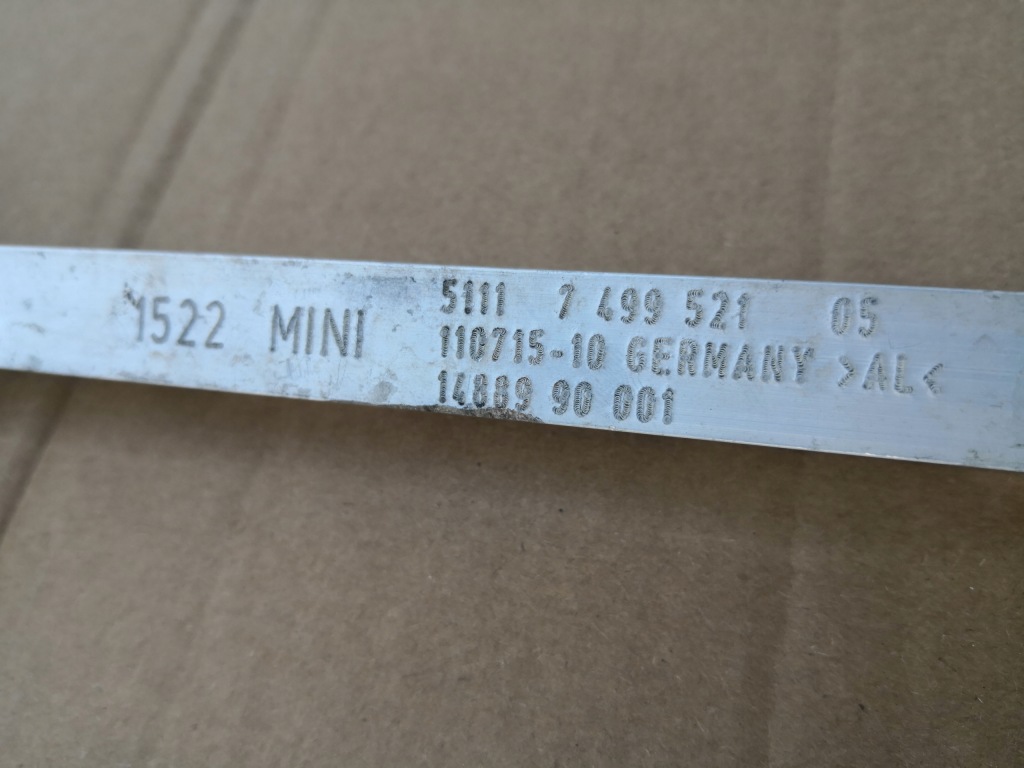 1522 MINI
5111 7 499 521 05
110715-10 GERMANY >AL<
14889 90 001